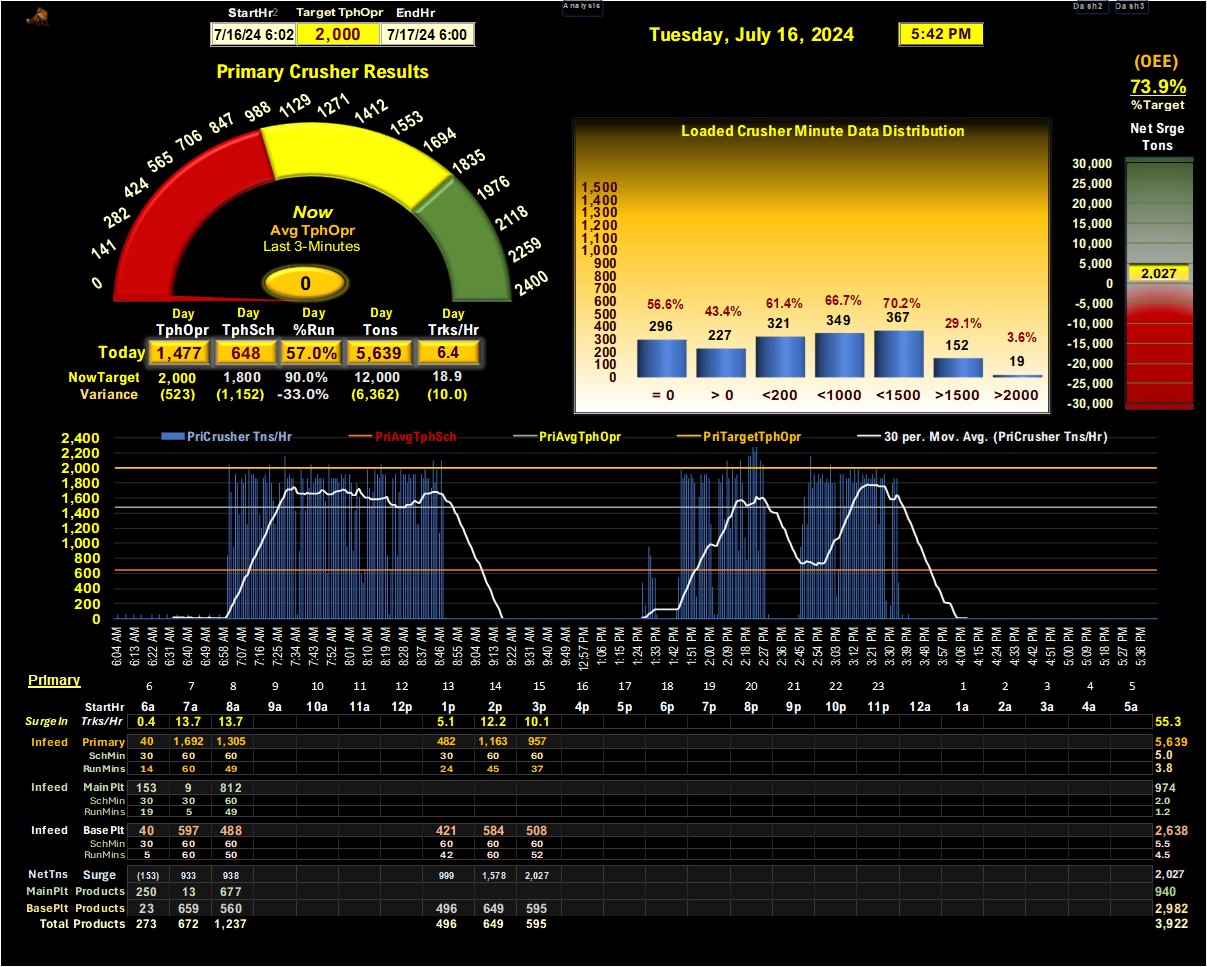 StartHr2 Target TphOpr EndHr
7/16/24 6:02 2,000 7/17/24 6:00
Analysis
Dash2 Dash3
Tuesday, July 16, 2024 5:42 PM
(OEE)
73.9%
%Target
Net Srge
Tons
Primary Crusher Results
0 141 282 424 565 706 847 988 1129 1271 1412 1553 1694 1835 1976 2118 2259 2400
Now
Avg TphOpr
Last 3-Minutes
0
Day Day Day Day Day
TphOpr TphSch %Run Tons Trks/Hr
Today 1,477 648 57.0% 5,639 6.4
NowTarget 2,000 1,800 90.0% 12,000 18.9
Variance (523) (1,152) -33.0% (6,362) (10.0)
Loaded Crusher Minute Data Distribution
1,500
1,400
1,300
1,200
1,100
1,000
900
800
700
600
500
400
300
200
100
0
56.6% 43.4% 61.4% 66.7% 70.2% 29.1% 3.6%
296 227 321 349 367 152 19
= 0 > 0 <200 <1000 <1500 >1500 >2000
30,000
25,000
20,000
15,000
10,000
5,000
2,027
0
-5,000
-10,000
-15,000
-20,000
-25,000
-30,000
PriCrusher Tns/Hr PriAvgTphSch PriAvgTphOpr PriTargetTphOpr 30 per. Mov. Avg. (PriCrusher Tns/Hr)
2,400
2,200
2,000
1,800
1,600
1,400
1,200
1,000
800
600
400
200
0
6:04 AM 6:13 AM 6:22 AM 6:31 AM 6:49 AM 6:58 AM 7:07 AM 7:16 AM 7:25 AM 7:34 AM 7:43 AM 7:52 AM 8:01 AM 8:10 AM 8:19 AM 8:28 AM 8:37 AM 8:46 AM 8:55 AM 9:04 AM 9:13 AM 9:22 AM 9:31 AM 9:40 AM 9:49 AM 12:57 PM 1:06 PM 1:15 PM 1:24 PM 1:33 PM 1:42 PM 1:51 PM 2:00 PM 2:09 PM 2:18 PM 2:27 PM 2:36 PM 2:45 PM 2:54 PM 3:03 PM 3:12 PM 3:21 PM 3:30 PM 3:39 PM 3:48 PM 3:57 PM 4:06 PM 4:15 PM 4:24 PM 4:33 PM 4:42 PM 4:51 PM 5:00 PM 5:09 PM 5:18 PM 5:27 PM 5:36 PM
Primary
6 7 8 9 10 11 12 13 14 15 16 17 18 19 20 21 22 23 1 2 3 4 5
StartHr 6a 7a 8a 9a 10a 11a 12p 1p 2p 3p 4p 5p 6p 7p 8p 9p 10p 11p 12a 1a 2a 3a 4a 5a
SurgeIn Trks/Hr 0.4 13.7 13.7 5.1 12.2 10.1 55.3
Infeed Primary 40 1,692 1,305 482 1,163 957 5,639
SchMin 30 60 60 30 60 60 5.0
RunMins 14 60 49 24 45 37 3.8
Infeed MainPlt 153 9 812 974
SchMin 30 30 60 2.0
RunMins 19 5 49 1.2
Infeed BasePlt 40 597 488 421 584 508 2,638
SchMin 30 60 60 60 60 60 5.5
RunMins 5 60 50 42 60 52 4.5
NetTns Surge (153) 933 938 999 1,578 2,027 2,027
MainPlt Products 250 13 677 940
BasePlt Products 23 659 560 496 649 595 2,982
Total Products 273 672 1,237 496 649 595 3,922